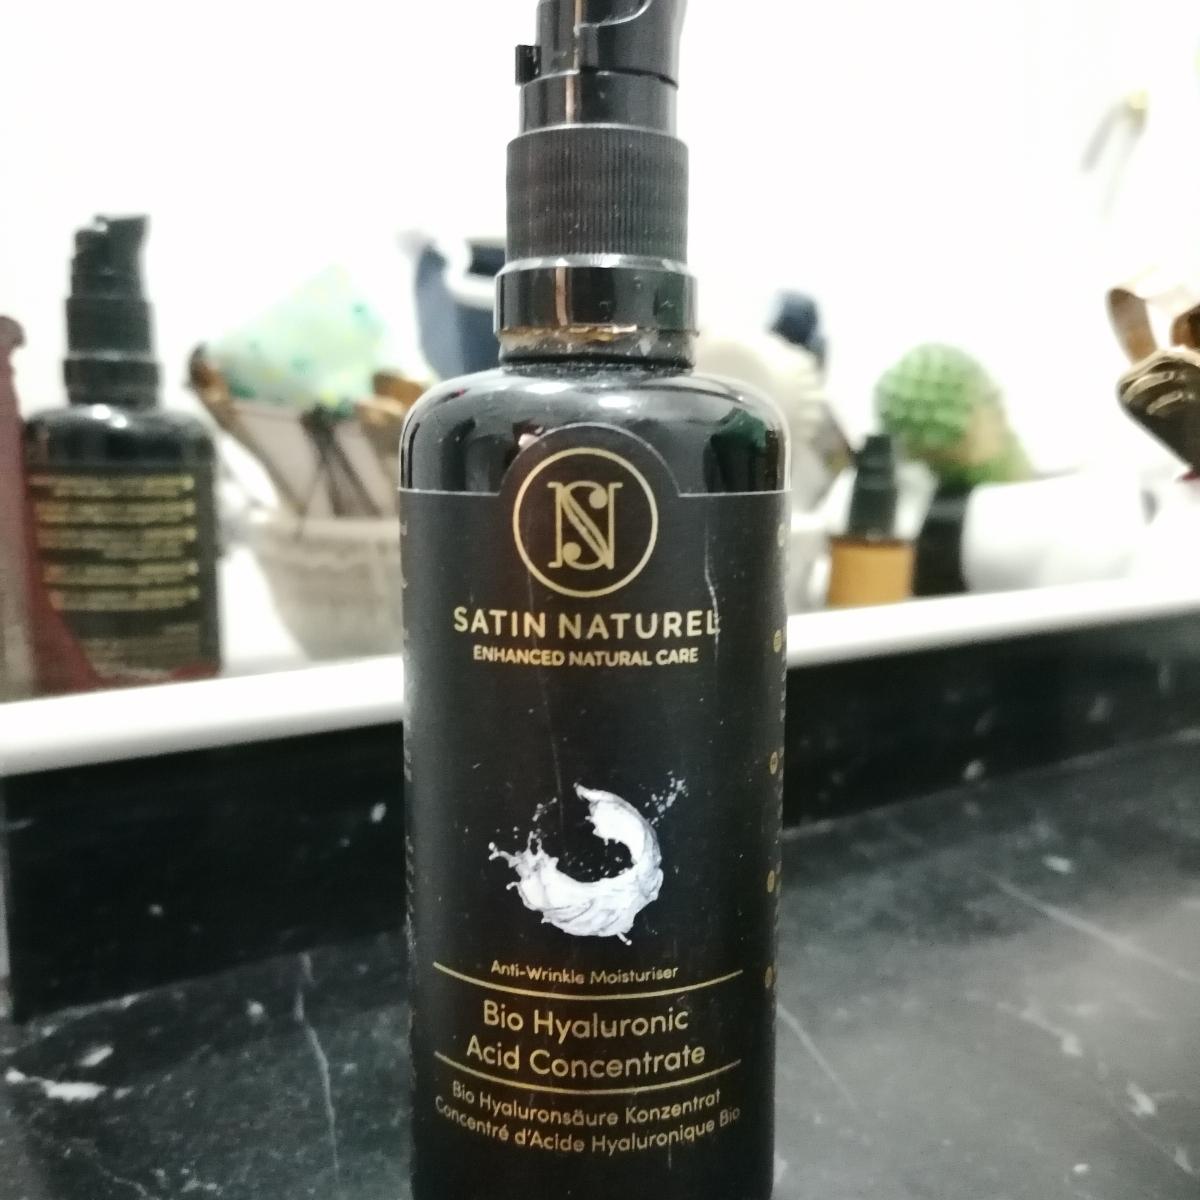 SN
SATIN NATUREL
ENHANCED NATURAL CARE
Anti-Wrinkle Moisturiser
Bio Hyaluronic
Acid Concentrate
Bio Hyaluronsäure Konzentrat
Concentré d'Acide Hyaluronique Bio